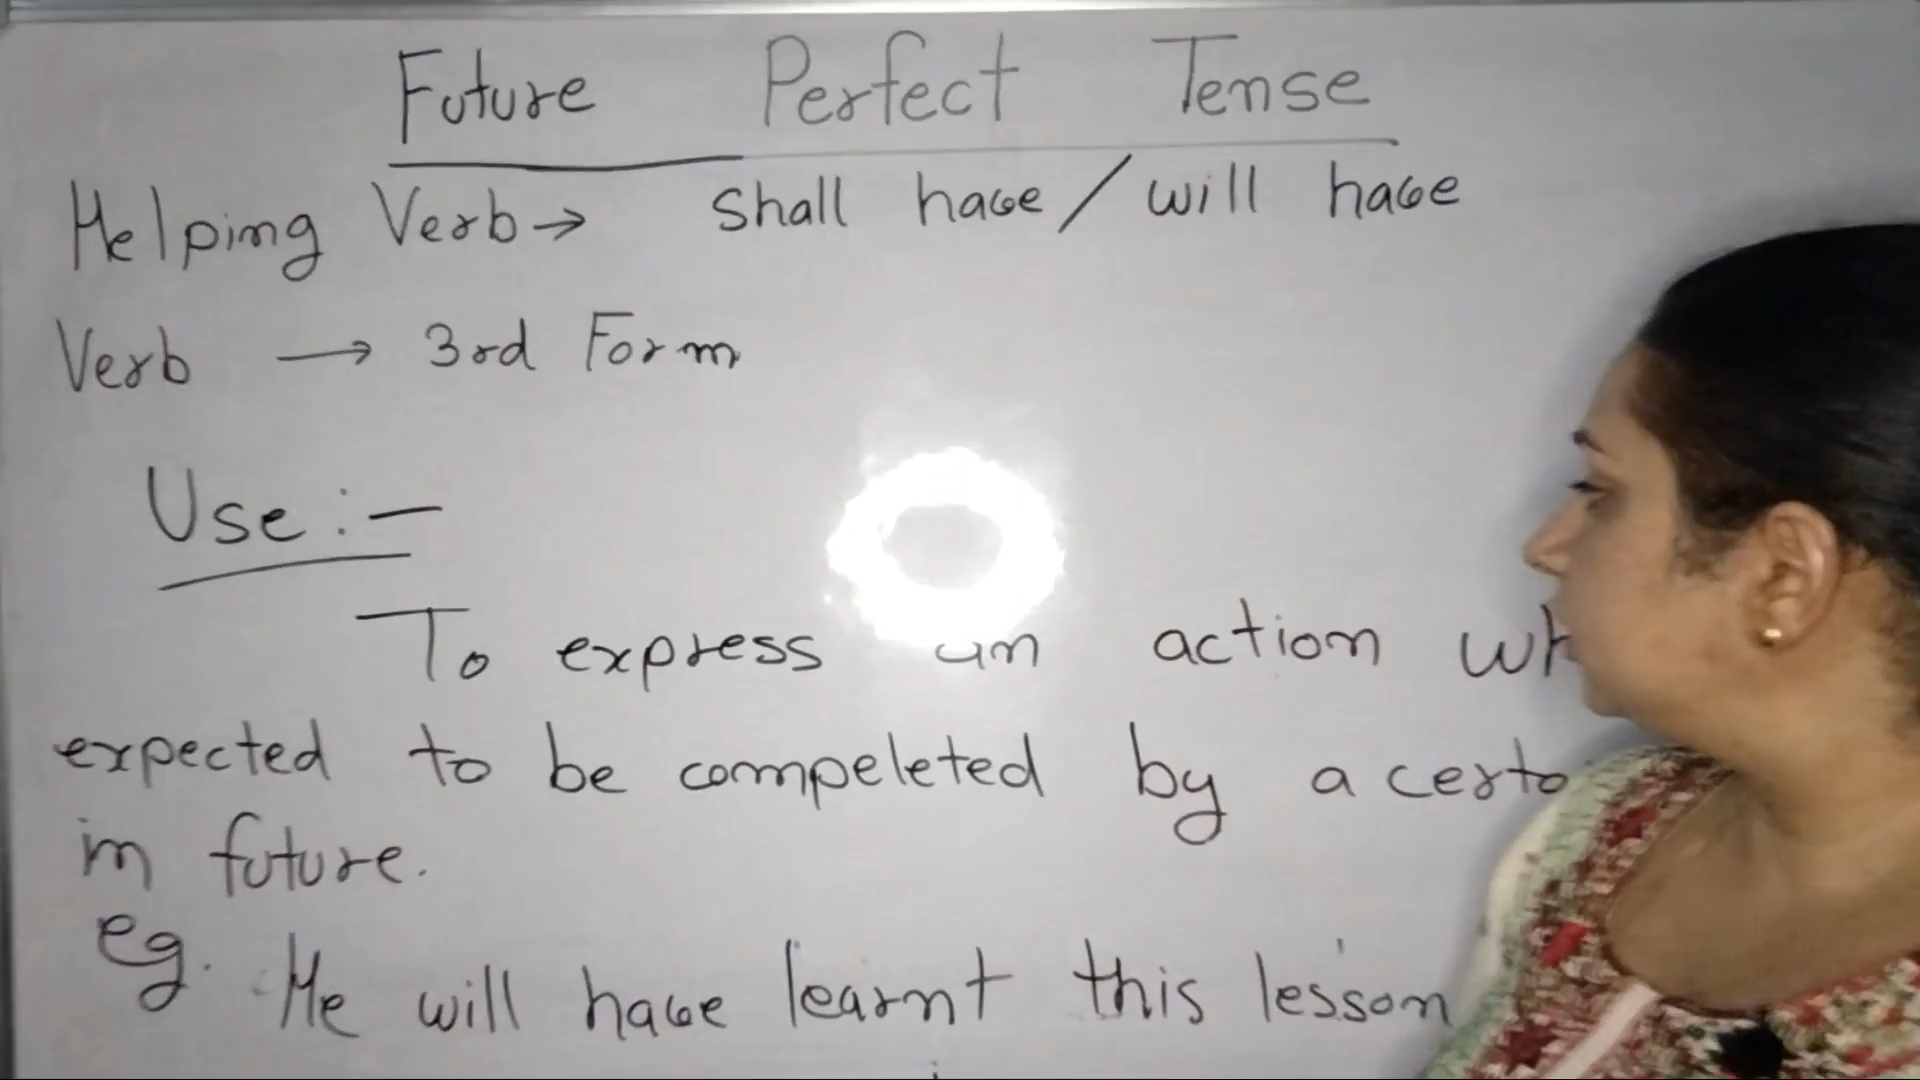 Future Perfect Tense
Helping Verb → shall have / will have
Verb → 3rd Form
Use :-
To express an action
expected to be compeleted by a
in future.
eg. He will have learnt this lesson